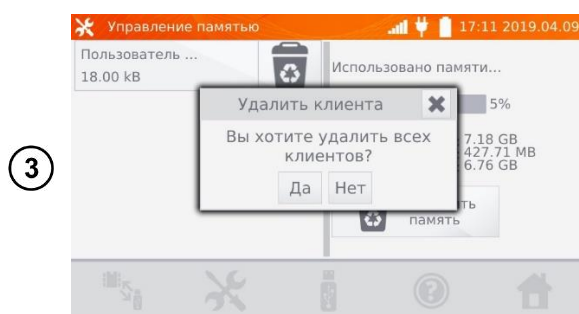 Управление памятью
17:11 2019.04.09
Пользователь ...
18.00 kB
Использовано памяти...
5%
Удалить клиента
Вы хотите удалить всех
клиентов?
Да Нет
7.18 GB
427.71 MB
6.76 GB
память
3